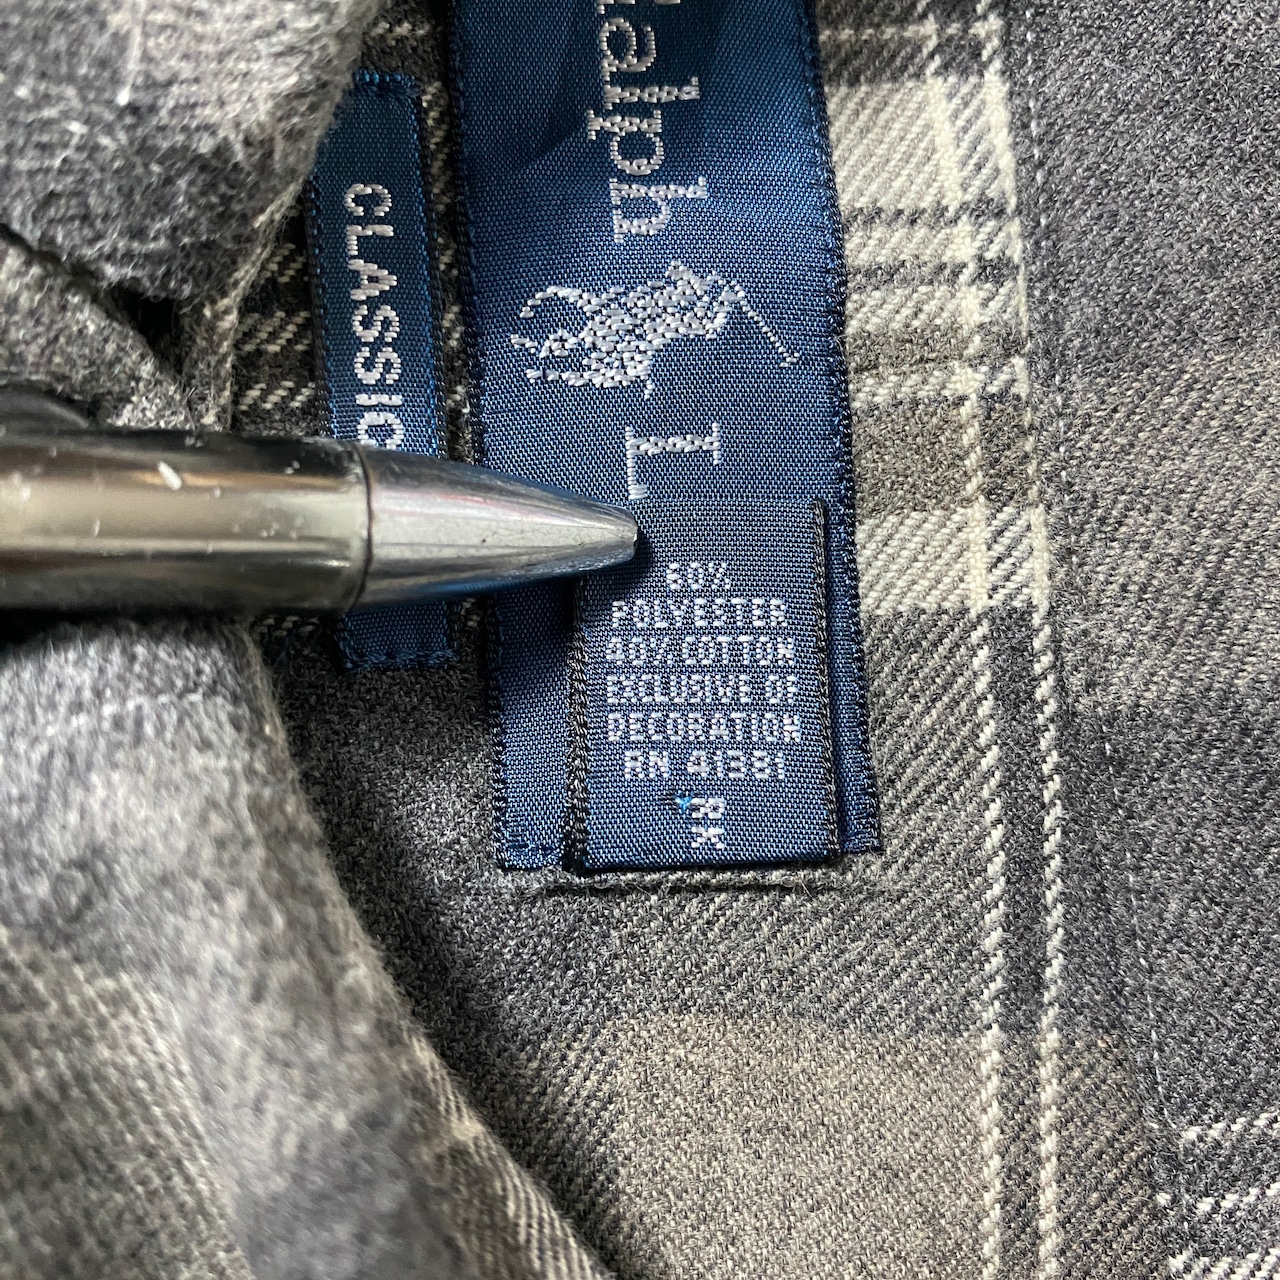 CLASSIC
Ralph L
60%
POLYESTER
40% COTTON
EXCLUSIVE OF
DECORATION
RN 41381